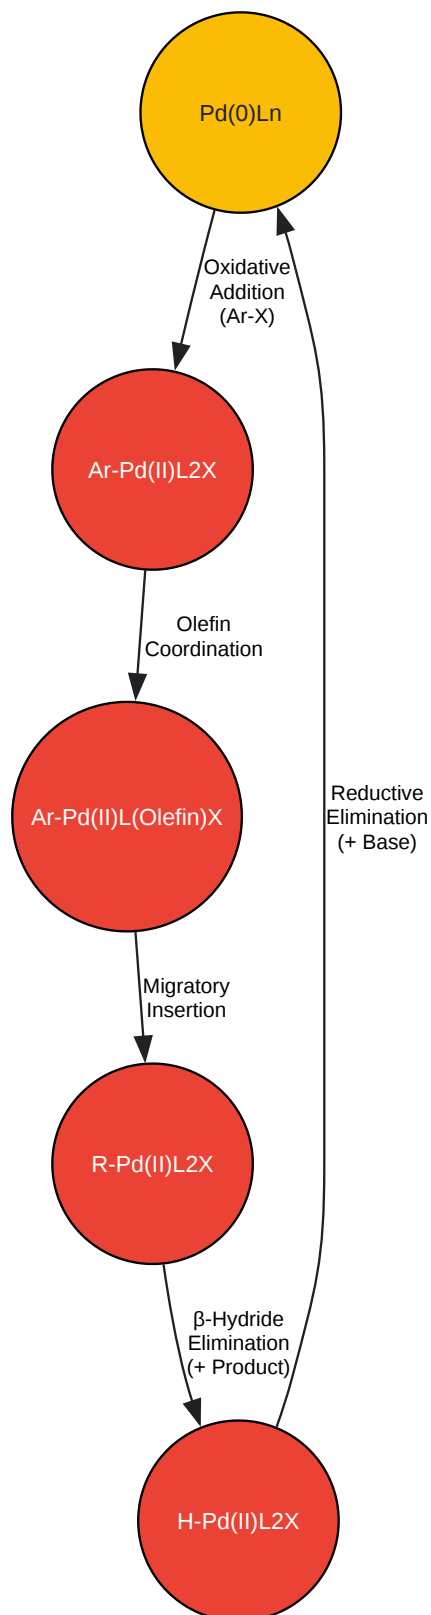 Pd(0)Ln
Oxidative
Addition
(Ar-X)
Ar-Pd(II)L2X
Olefin
Coordination
Ar-Pd(II)L(Olefin)X
Reductive
Elimination
(+ Base)
Migratory
Insertion
R-Pd(II)L2X
β-Hydride
Elimination
(+ Product)
H-Pd(II)L2X